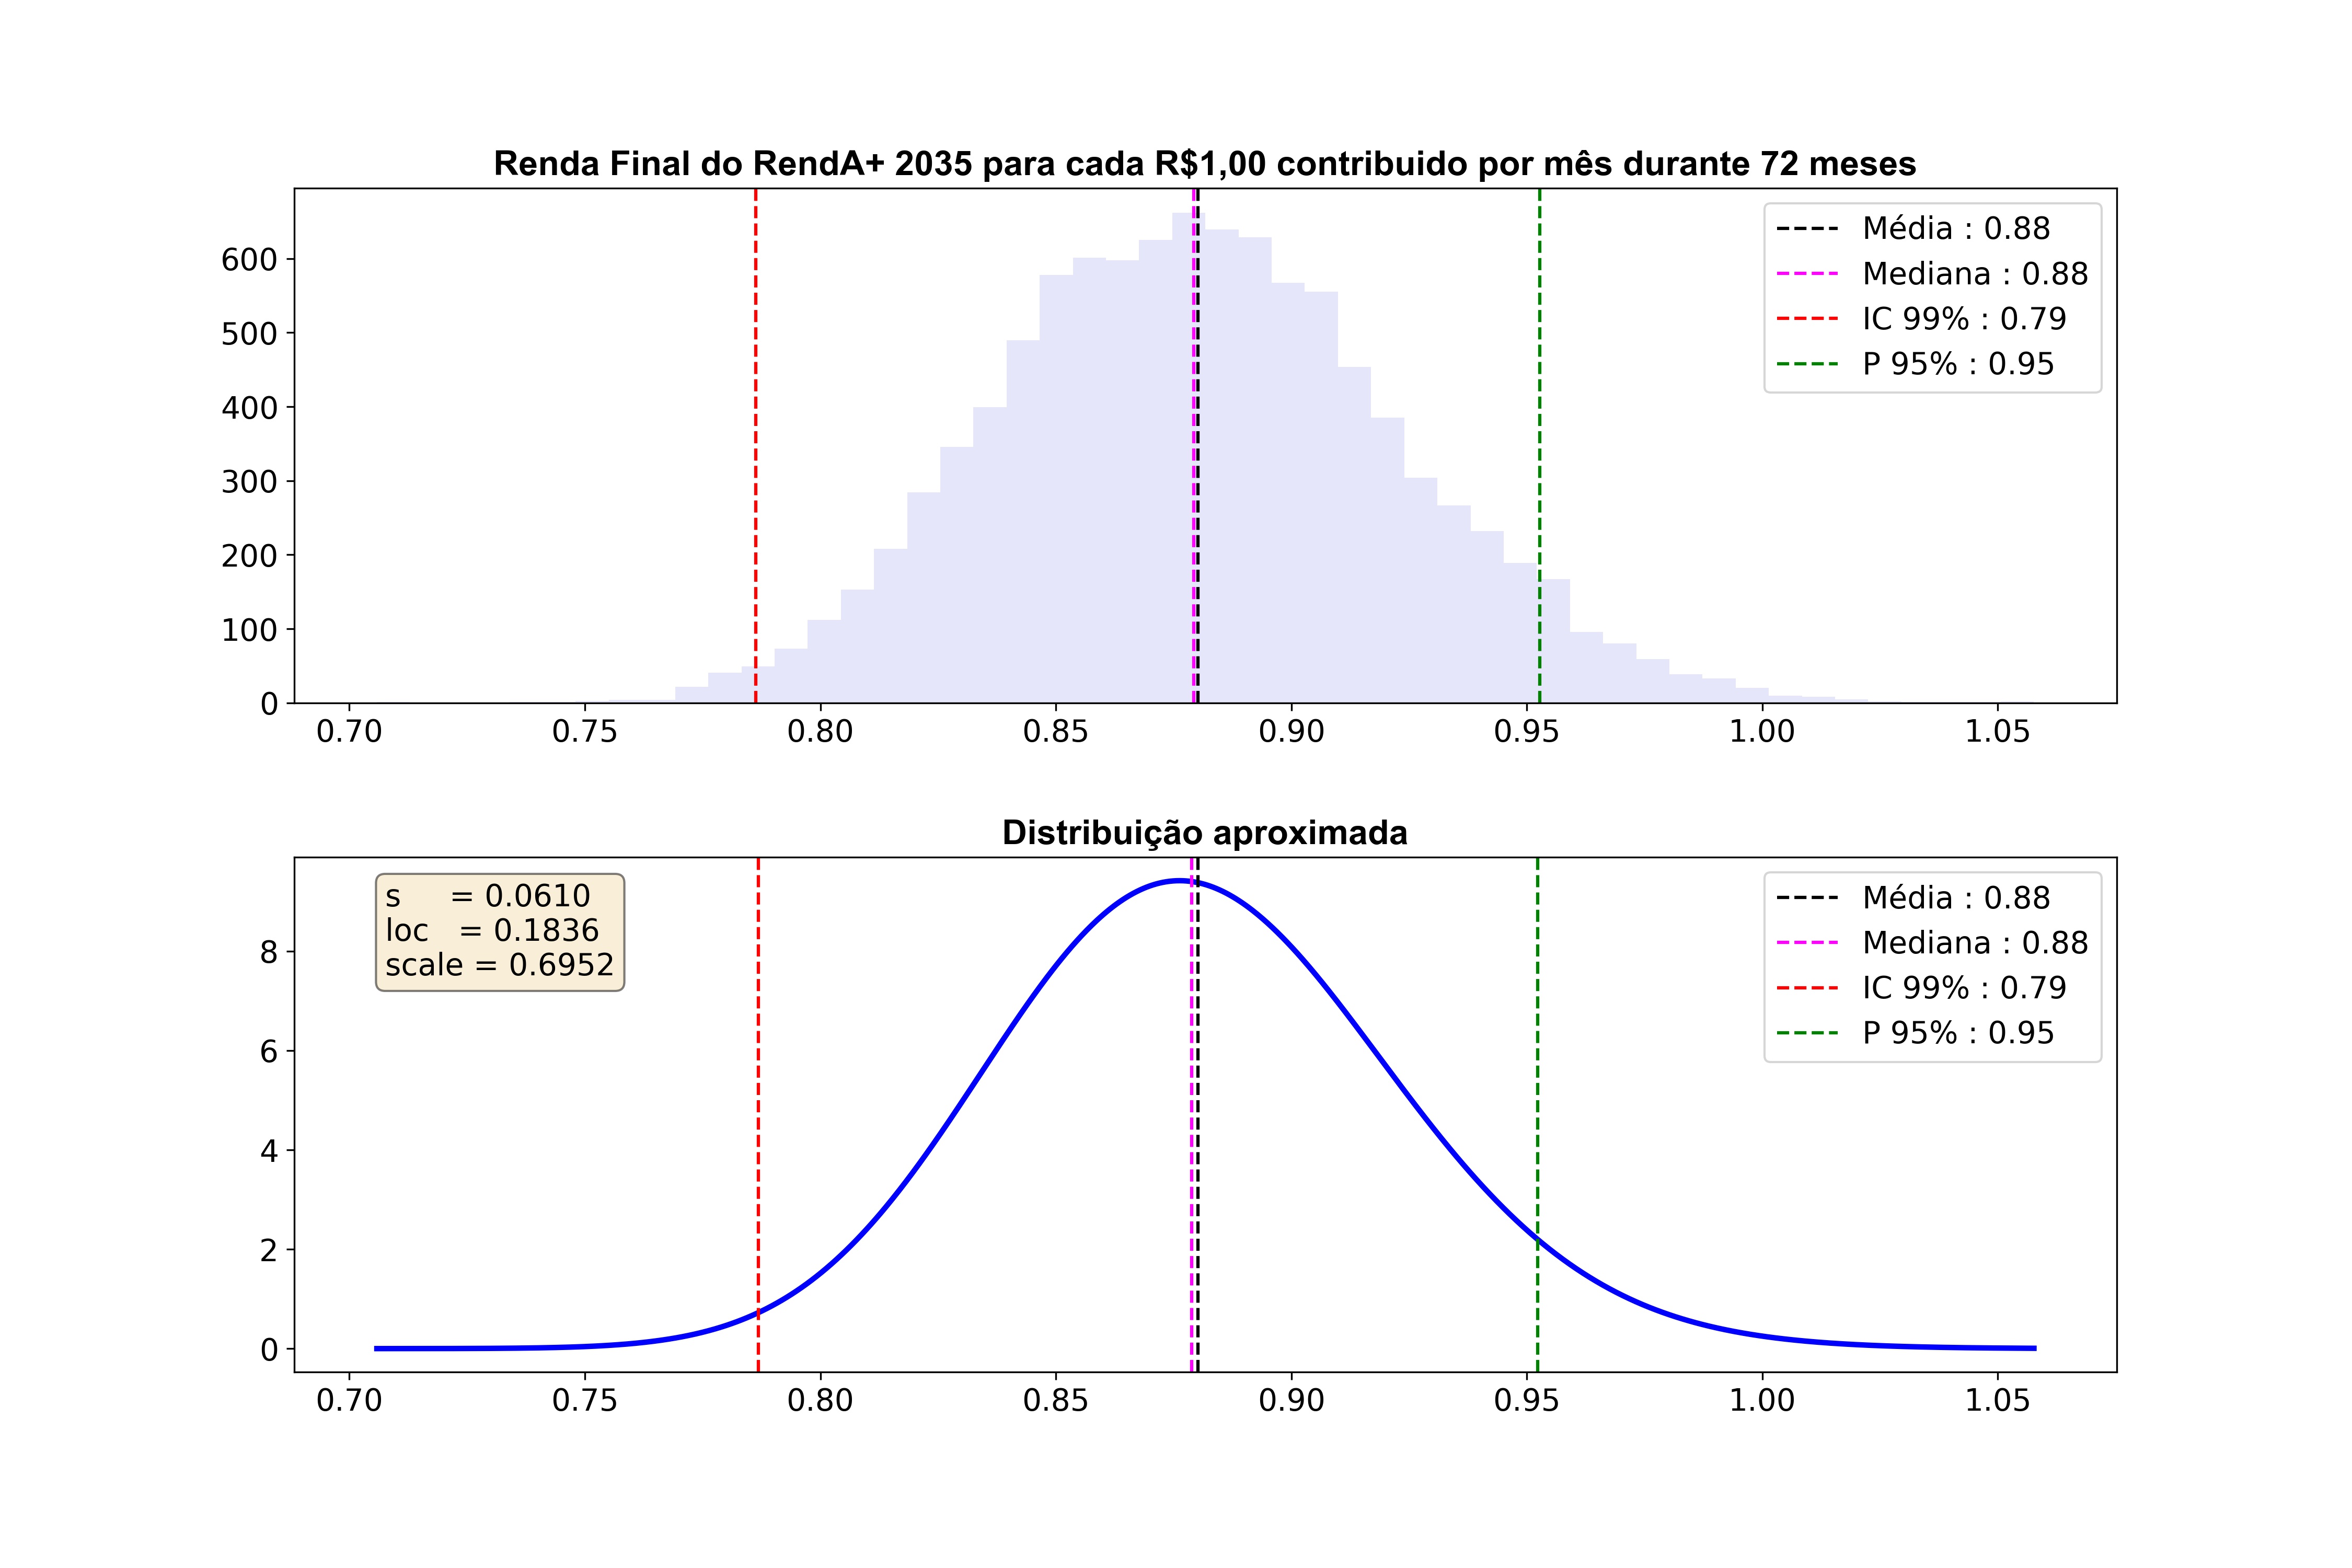 Renda Final do RendA+ 2035 para cada R$1,00 contribuido por mês durante 72 meses
600
500
400
300
200
100
0
Média : 0.88
Mediana : 0.88
IC 99% : 0.79
P 95% : 0.95
0.70 0.75 0.80 0.85 0.90 0.95 1.00 1.05
Distribuição aproximada
s = 0.0610
loc = 0.1836
scale = 0.6952
8
6
4
2
0
Média : 0.88
Mediana : 0.88
IC 99% : 0.79
P 95% : 0.95
0.70 0.75 0.80 0.85 0.90 0.95 1.00 1.05